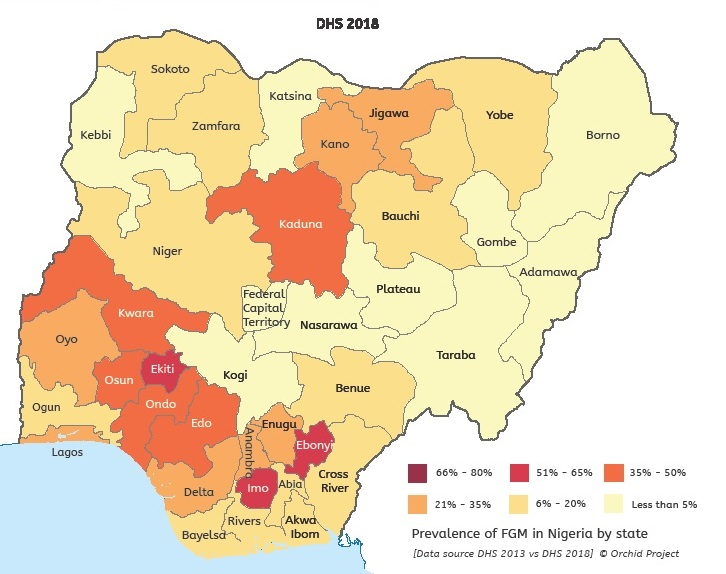 DHS 2018
Sokoto
Katsina
Jigawa
Yobe
Borno
Kebbi
Zamfara
Kano
Kaduna
Bauchi
Gombe
Niger
Adamawa
Plateau
Federal
Capital
Territory
Nasarawa
Kwara
Oyo
Taraba
Ekiti
Kogi
Osun
Benue
Ondo
Ogun
Edo
Enugu
Anambra
Ebonyi
Lagos
Cross
River
Imo
Abia
Delta
Rivers
Akwa
Ibom
Bayelsa
66% - 80%
51% - 65%
35% - 50%
21% - 35%
6% - 20%
Less than 5%
Prevalence of FGM in Nigeria by state
[Data source DHS 2013 vs DHS 2018] © Orchid Project